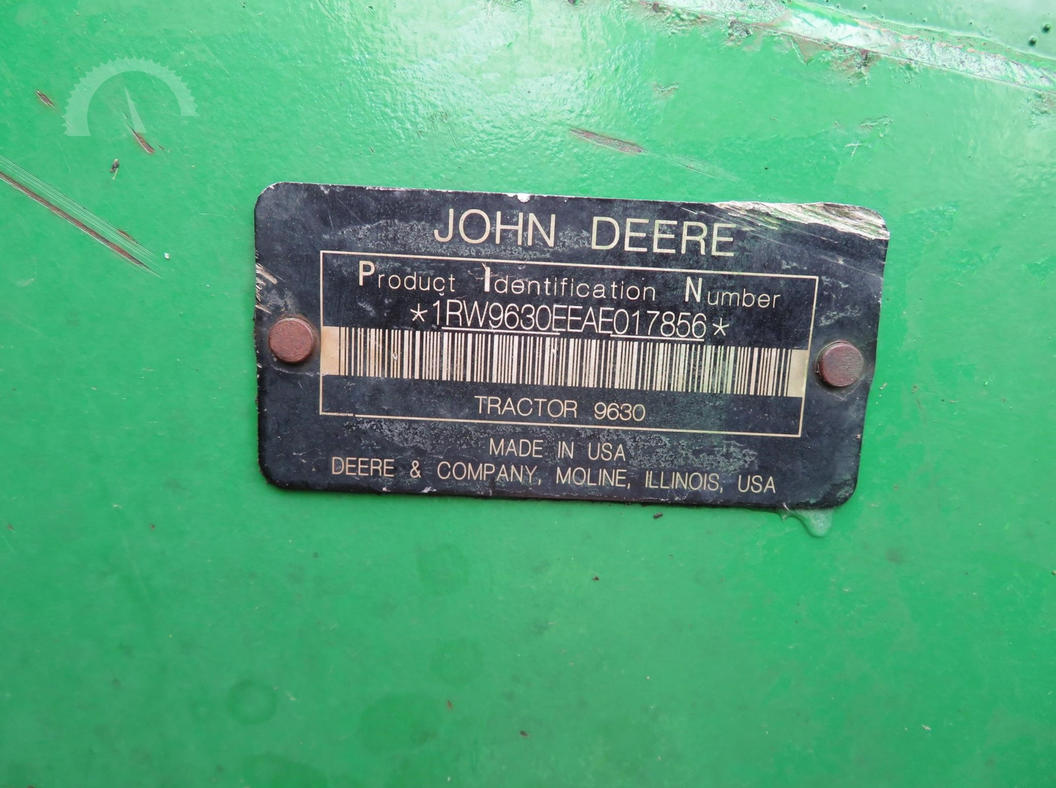 JOHN DEERE
Product Identification Number
*1RW9630EEAE017856*
TRACTOR 9630
MADE IN USA
DEERE & COMPANY, MOLINE, ILLINOIS, USA